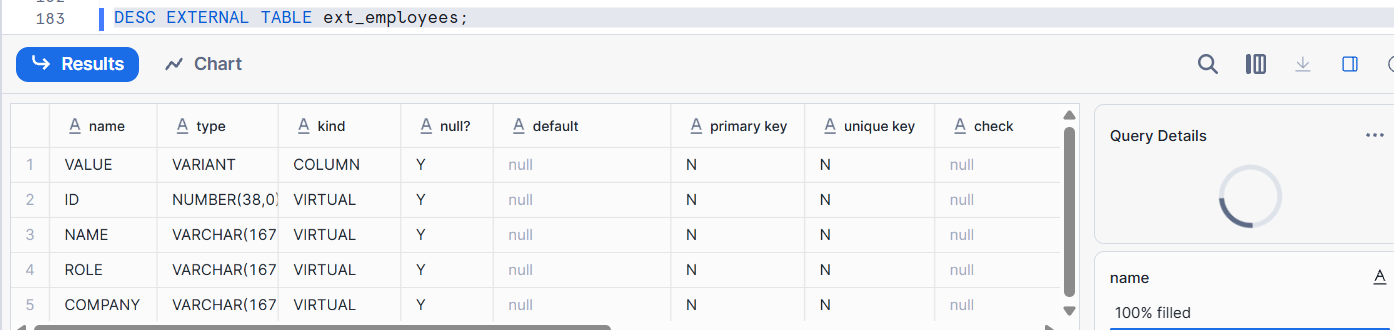 183 DESC EXTERNAL TABLE ext_employees;
Results Chart
A name A type A kind A null? A default A primary key A unique key A check
1 VALUE VARIANT COLUMN Y null N N null
2 ID NUMBER(38,0) VIRTUAL Y null N N null
3 NAME VARCHAR(167 VIRTUAL Y null N N null
4 ROLE VARCHAR(167 VIRTUAL Y null N N null
5 COMPANY VARCHAR(167 VIRTUAL Y null N N null
Query Details ...
name A
100% filled